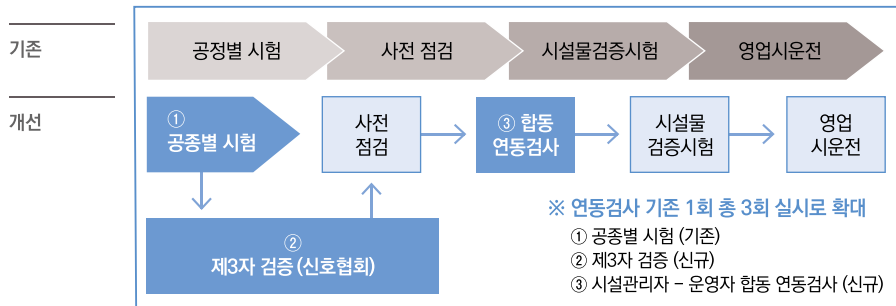 기존
공정별 시험
사전 점검
시설물검증시험
영업시운전
개선
①
공종별 시험
사전
점검
③ 합동
연동검사
시설물
검증시험
영업
시운전
②
제3자 검증 (신호협회)
※ 연동검사 기존 1회 총 3회 실시로 확대
① 공종별 시험 (기존)
② 제3자 검증 (신규)
③ 시설관리자 – 운영자 합동 연동검사 (신규)